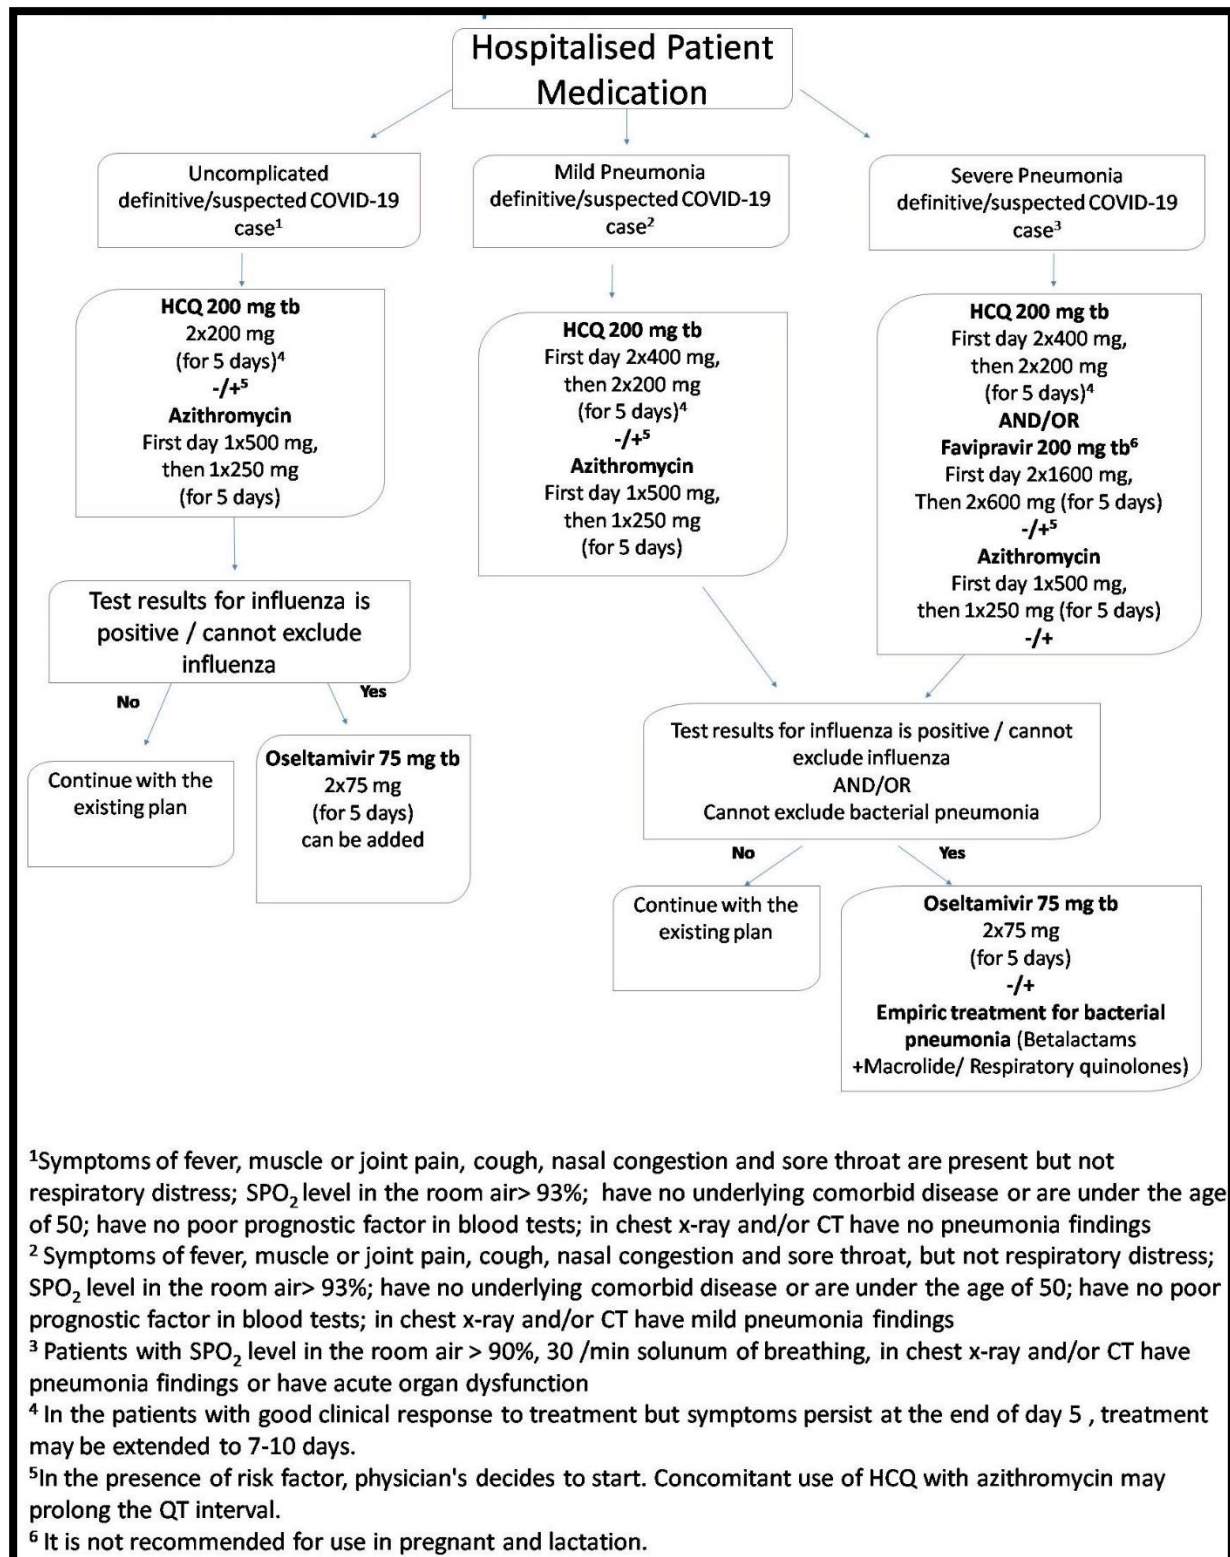 Hospitalised Patient
Medication
Uncomplicated
definitive/suspected COVID-19
case¹
Mild Pneumonia
definitive/suspected COVID-19
case²
Severe Pneumonia
definitive/suspected COVID-19
case³
HCQ 200 mg tb
2x200 mg
(for 5 days)⁴
-/+⁵
Azithromycin
First day 1x500 mg,
then 1x250 mg
(for 5 days)
HCQ 200 mg tb
First day 2x400 mg,
then 2x200 mg
(for 5 days)⁴
-/+⁵
Azithromycin
First day 1x500 mg,
then 1x250 mg
(for 5 days)
HCQ 200 mg tb
First day 2x400 mg,
then 2x200 mg
(for 5 days)⁴
AND/OR
Favipravir 200 mg tb⁶
First day 2x1600 mg,
Then 2x600 mg (for 5 days)
-/+⁵
Azithromycin
First day 1x500 mg,
then 1x250 mg (for 5 days)
-/+
Test results for influenza is
positive / cannot exclude
influenza
No
Yes
Continue with the
existing plan
Oseltamivir 75 mg tb
2x75 mg
(for 5 days)
can be added
Test results for influenza is positive / cannot
exclude influenza
AND/OR
Cannot exclude bacterial pneumonia
No
Yes
Continue with the
existing plan
Oseltamivir 75 mg tb
2x75 mg
(for 5 days)
-/+
Empiric treatment for bacterial
pneumonia (Betalactams
+Macrolide/ Respiratory quinolones)
¹Symptoms of fever, muscle or joint pain, cough, nasal congestion and sore throat are present but not
respiratory distress; SPO₂ level in the room air> 93%; have no underlying comorbid disease or are under the age
of 50; have no poor prognostic factor in blood tests; in chest x-ray and/or CT have no pneumonia findings
² Symptoms of fever, muscle or joint pain, cough, nasal congestion and sore throat, but not respiratory distress;
SPO₂ level in the room air> 93%; have no underlying comorbid disease or are under the age of 50; have no poor
prognostic factor in blood tests; in chest x-ray and/or CT have mild pneumonia findings
³ Patients with SPO₂ level in the room air > 90%, 30 /min solunum of breathing, in chest x-ray and/or CT have
pneumonia findings or have acute organ dysfunction
⁴ In the patients with good clinical response to treatment but symptoms persist at the end of day 5 , treatment
may be extended to 7-10 days.
⁵In the presence of risk factor, physician's decides to start. Concomitant use of HCQ with azithromycin may
prolong the QT interval.
⁶ It is not recommended for use in pregnant and lactation.